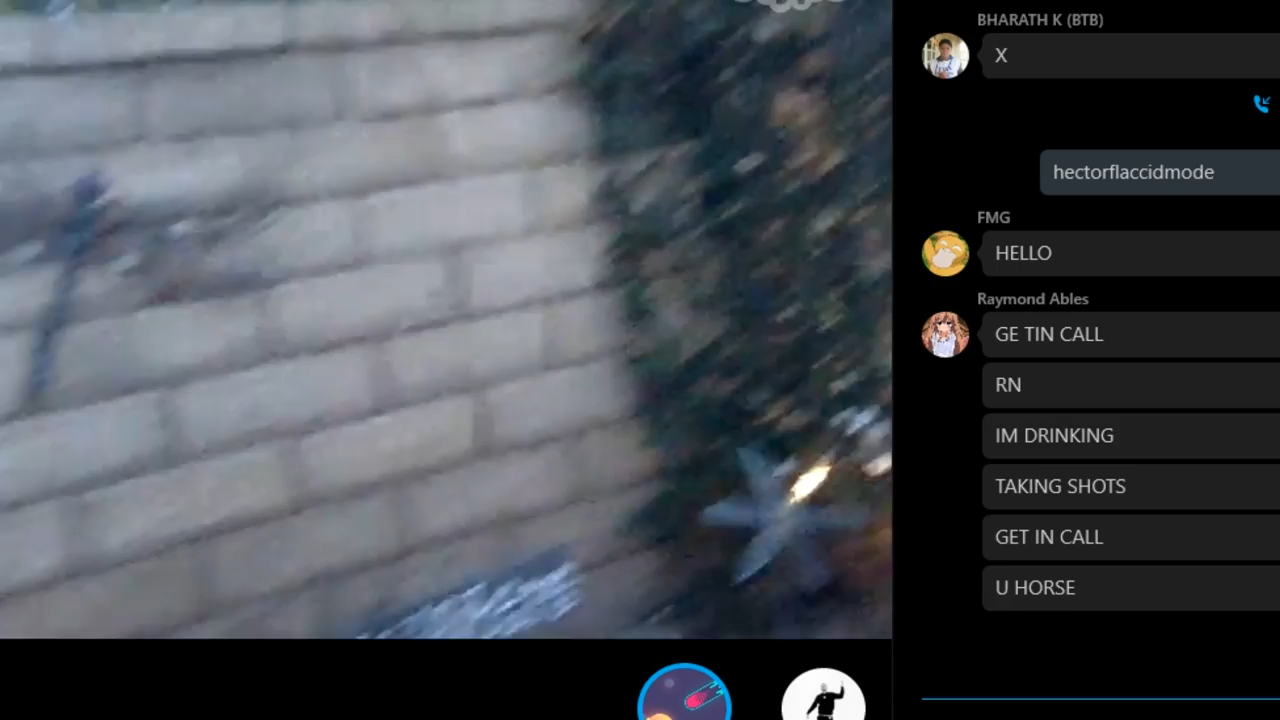 BHARATH K (BTB)
X
hectorflaccidmode
FMG
HELLO
Raymond Ables
GE TIN CALL
RN
IM DRINKING
TAKING SHOTS
GET IN CALL
U HORSE